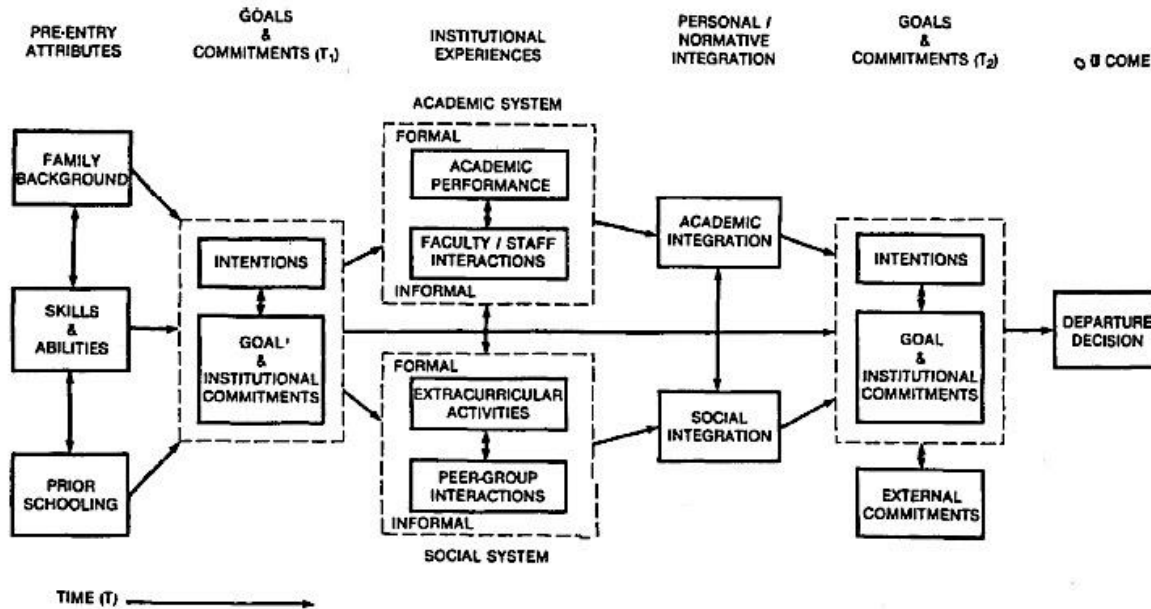 PRE-ENTRY
ATTRIBUTES
GOALS
&
COMMITMENTS (T1)
INSTITUTIONAL
EXPERIENCES
PERSONAL /
NORMATIVE
INTEGRATION
GOALS
&
COMMITMENTS (T2)
COME
ACADEMIC SYSTEM
FORMAL
ACADEMIC
PERFORMANCE
FACULTY / STAFF
INTERACTIONS
INFORMAL
FAMILY
BACKGROUND
SKILLS
&
ABILITIES
PRIOR
SCHOOLING
INTENTIONS
GOAL
&
INSTITUTIONAL
COMMITMENTS
FORMAL
EXTRACURRICULAR
ACTIVITIES
PEER-GROUP
INTERACTIONS
INFORMAL
SOCIAL SYSTEM
ACADEMIC
INTEGRATION
SOCIAL
INTEGRATION
INTENTIONS
GOAL
&
INSTITUTIONAL
COMMITMENTS
EXTERNAL
COMMITMENTS
DEPARTURE
DECISION
TIME (T)